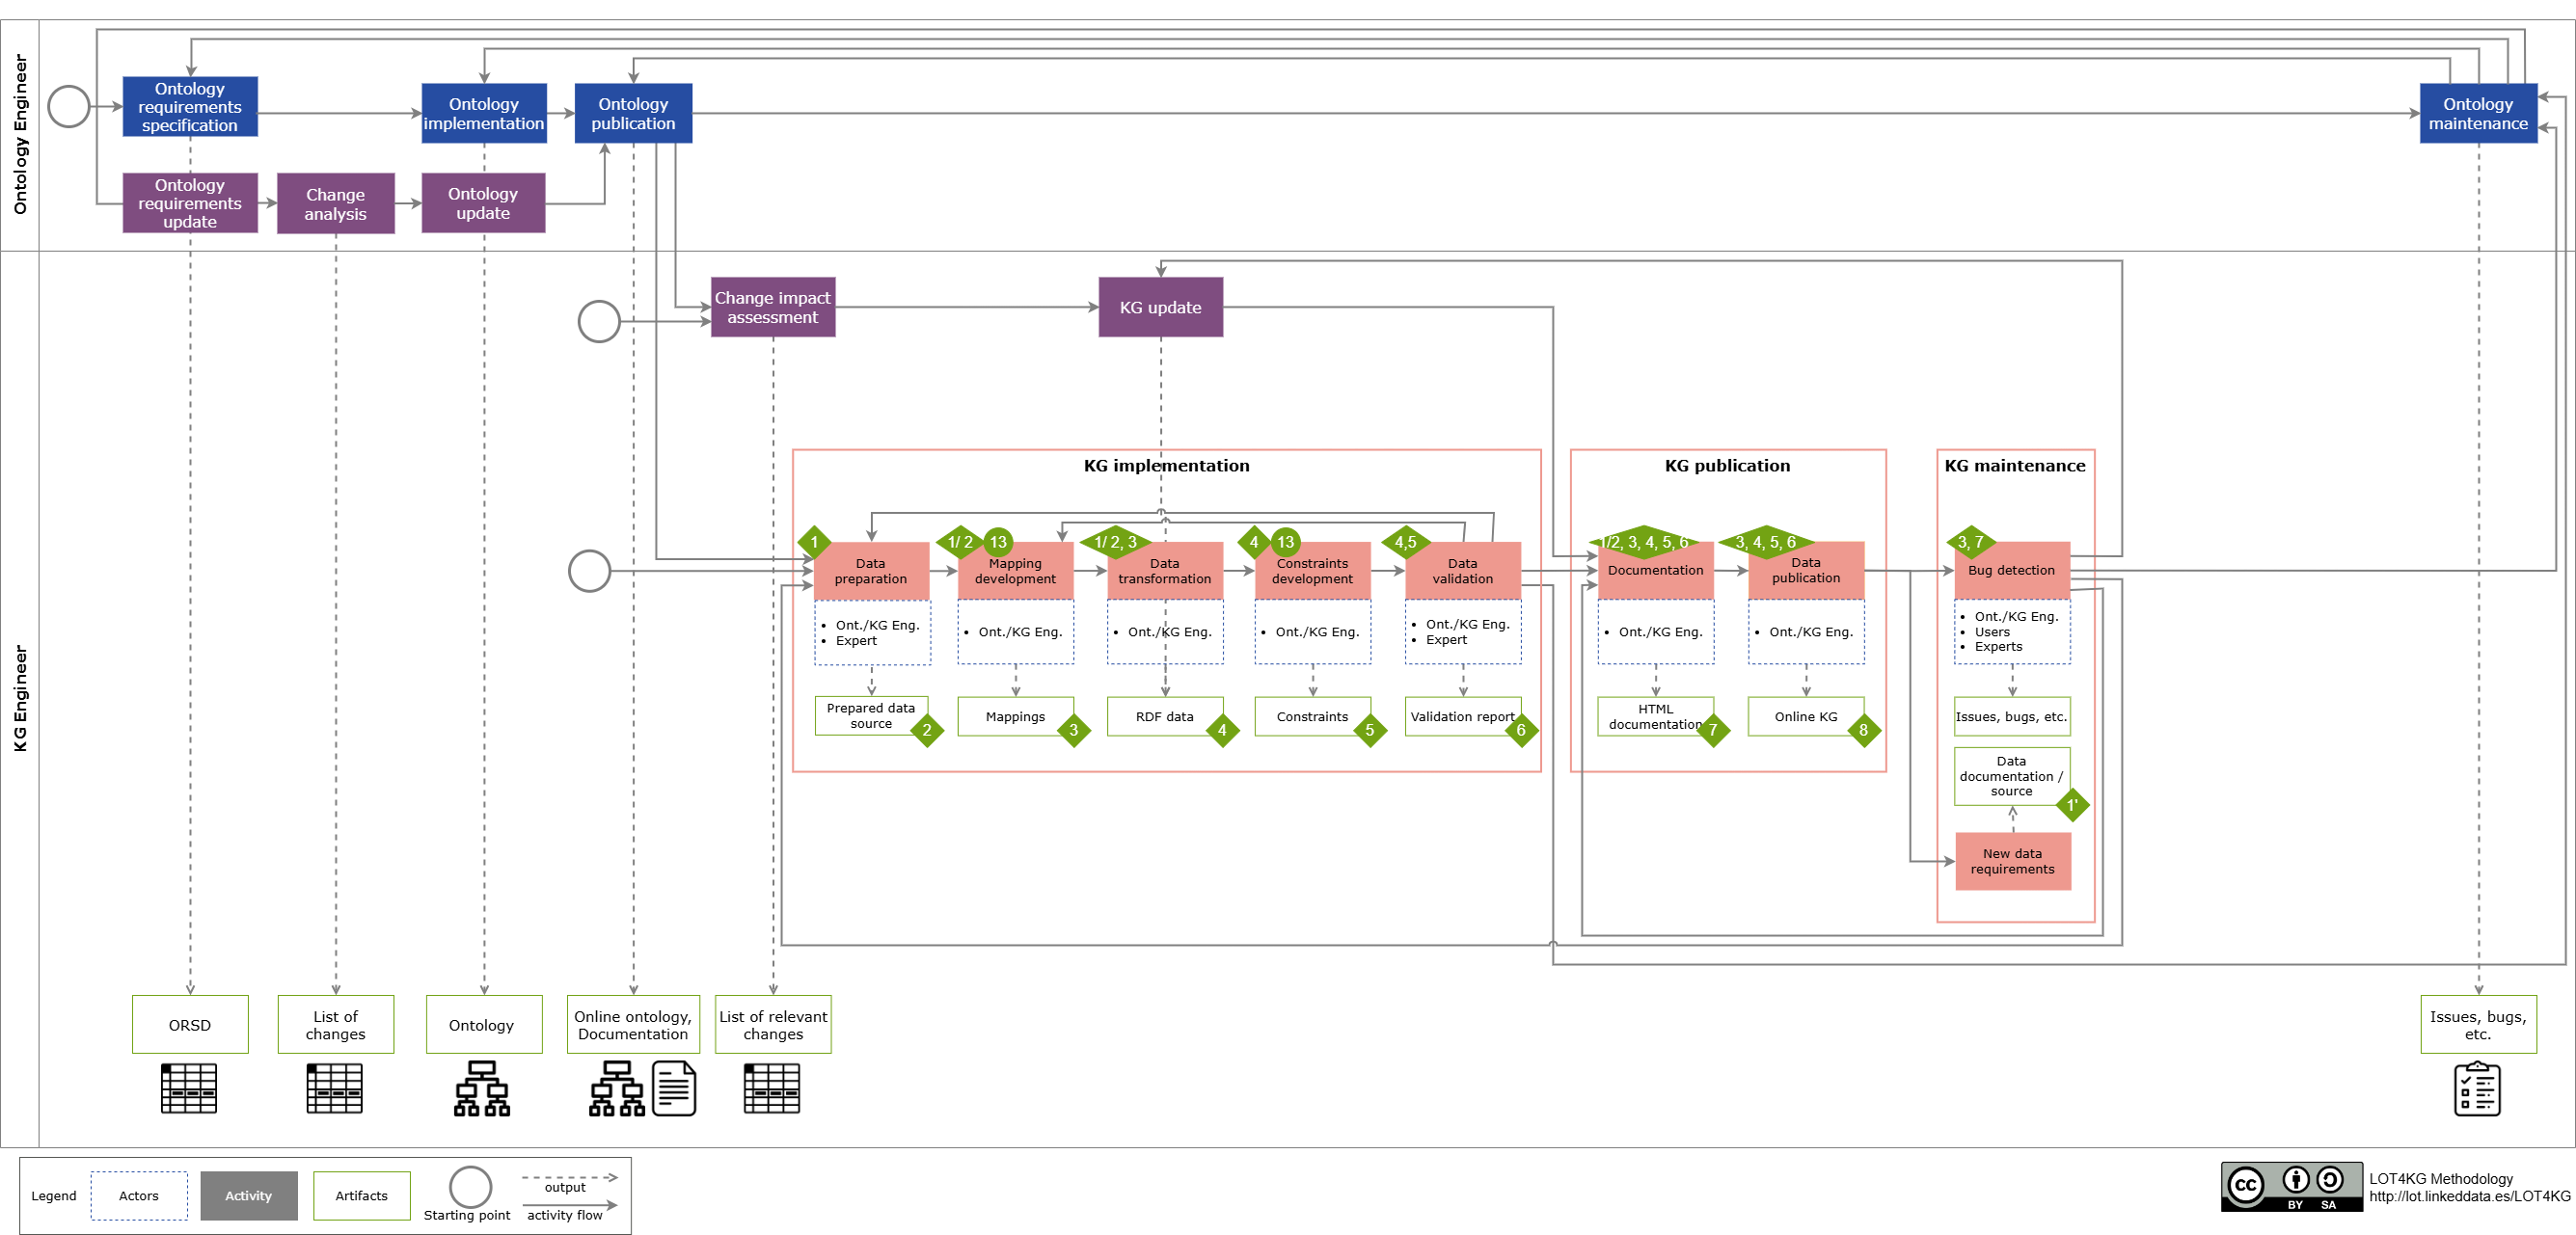 Ontology Engineer
Ontology
requirements
specification
Ontology
implementation
Ontology
publication
Ontology
maintenance
Ontology
requirements
update
Change
analysis
Ontology
update
KG Engineer
Change impact
assessment
KG update
KG implementation
KG publication
KG maintenance
1
1/ 2
13
1/ 2, 3
4
13
4,5
1/2, 3, 4, 5, 6
3, 4, 5, 6
3, 7
Data
preparation
Mapping
development
Data
transformation
Constraints
development
Data
validation
Documentation
Data
publication
Bug detection
• Ont./KG Eng.
• Expert
• Ont./KG Eng.
• Ont./KG Eng.
• Ont./KG Eng.
• Ont./KG Eng.
• Expert
• Ont./KG Eng.
• Ont./KG Eng.
• Ont./KG Eng.
• Users
• Experts
Prepared data
source
2
Mappings
3
RDF data
4
Constraints
5
Validation report
6
HTML
documentation
7
Online KG
8
Issues, bugs, etc.
Data
documentation /
source
1'
New data
requirements
ORSD
List of
changes
Ontology
Online ontology,
Documentation
List of relevant
changes
Issues, bugs,
etc.
Legend
Actors
Activity
Artifacts
Starting point
output
activity flow
CC
BY SA
LOT4KG Methodology
http://lot.linkeddata.es/LOT4KG